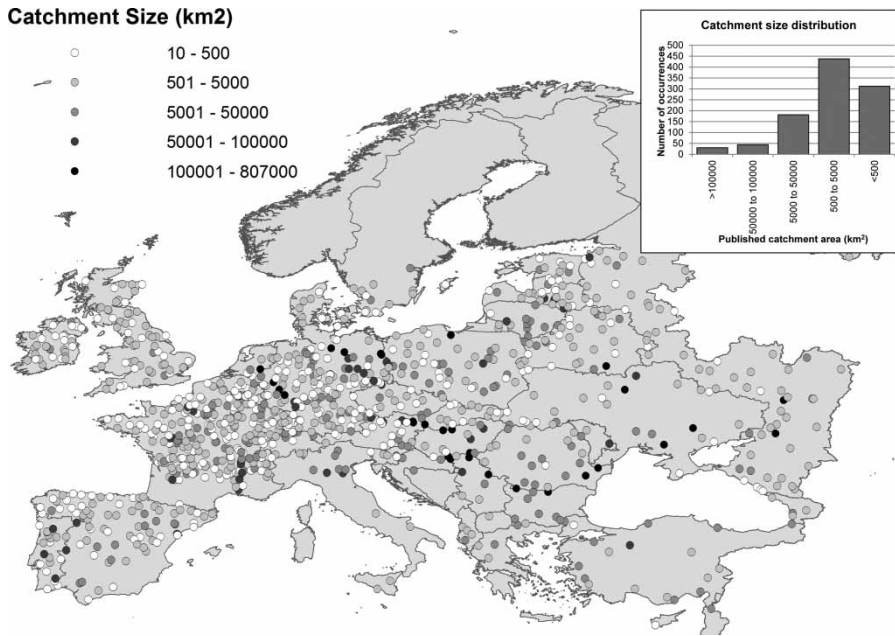 Catchment Size (km2)
10 - 500
501 - 5000
5001 - 50000
50001 - 100000
100001 - 807000
Catchment size distribution
Number of occurrences
500
450
400
350
300
250
200
150
100
50
0
>100000
50000 to 100000
5000 to 50000
500 to 5000
<500
Published catchment area (km²)